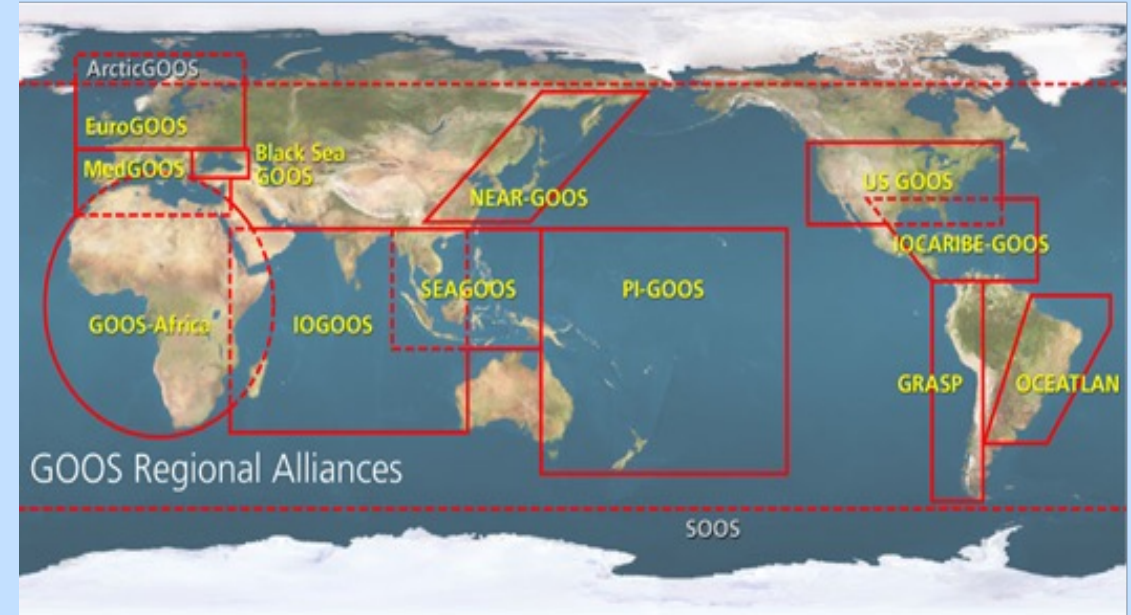 ArcticGOOS
EuroGOOS
MedGOOS
Black Sea
GOOS
NEAR-GOOS
US GOOS
IOCARIBE-GOOS
SEAGOOS
PI-GOOS
GOOS-Africa
IOGOOS
GRASP
OCEATLAN
GOOS Regional Alliances
SOOS